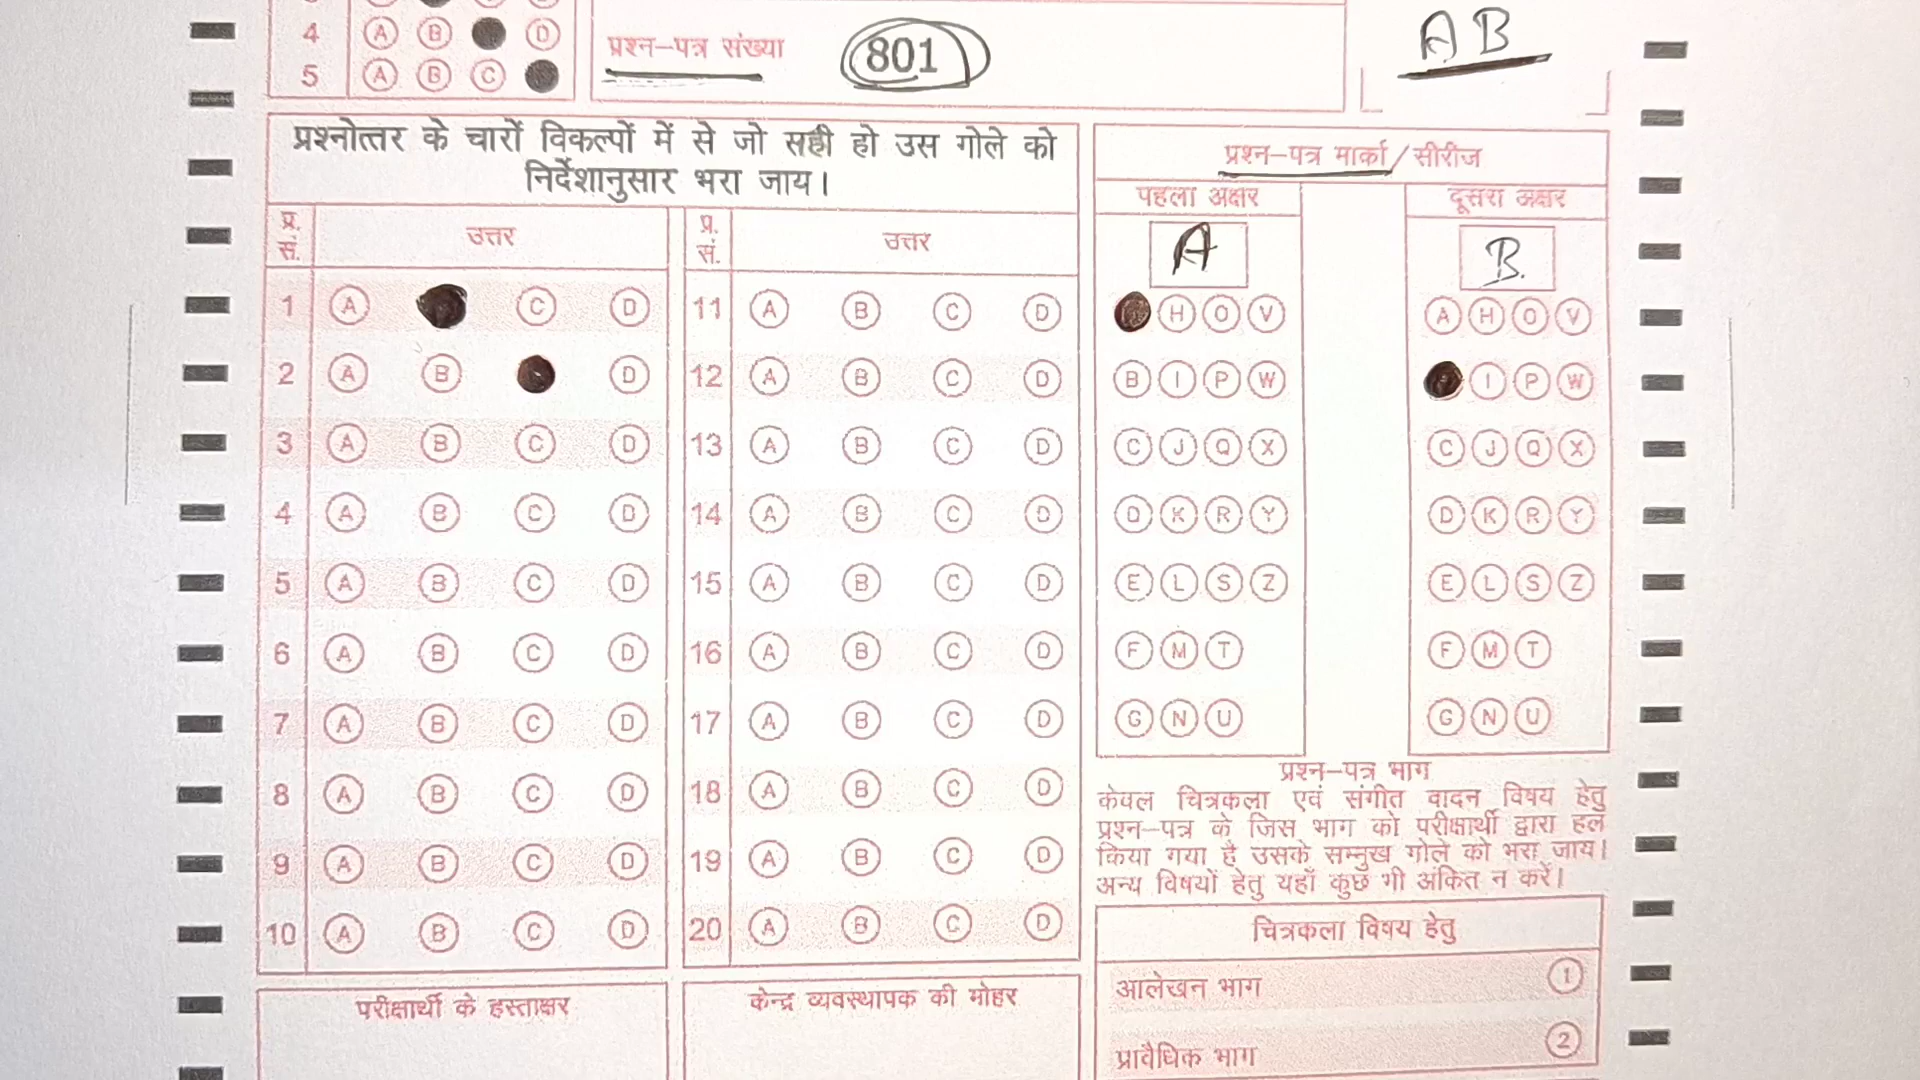 4 A B D
5 A B C
प्रश्न-पत्र संख्या 801
AB
प्रश्नोत्तर के चारों विकल्पों में से जो सही हो उस गोले को
निर्देशानुसार भरा जाय।
प्र. सं. उत्तर
1 A C D
2 A B D
3 A B C D
4 A B C D
5 A B C D
6 A B C D
7 A B C D
8 A B C D
9 A B C D
10 A B C D
प्र. सं. उत्तर
11 A B C D
12 A B C D
13 A B C D
14 A B C D
15 A B C D
16 A B C D
17 A B C D
18 A B C D
19 A B C D
20 A B C D
प्रश्न-पत्र मार्का/सीरीज
पहला अक्षर
A
H O V
B I P W
C J Q X
D K R Y
E L S Z
F M T
G N U
दूसरा अक्षर
B.
A H O V
I P W
C J Q X
D K R Y
E L S Z
F M T
G N U
प्रश्न-पत्र भाग
केवल चित्रकला एवं संगीत वादन विषय हेतु
प्रश्न-पत्र के जिस भाग को परीक्षार्थी द्वारा हल
किया गया है उसके सम्मुख गोले को भरा जाय।
अन्य विषयों हेतु यहाँ कुछ भी अंकित न करें।
चित्रकला विषय हेतु
आलेखन भाग 1
प्रावैधिक भाग 2
परीक्षार्थी के हस्ताक्षर
केन्द्र व्यवस्थापक की मोहर